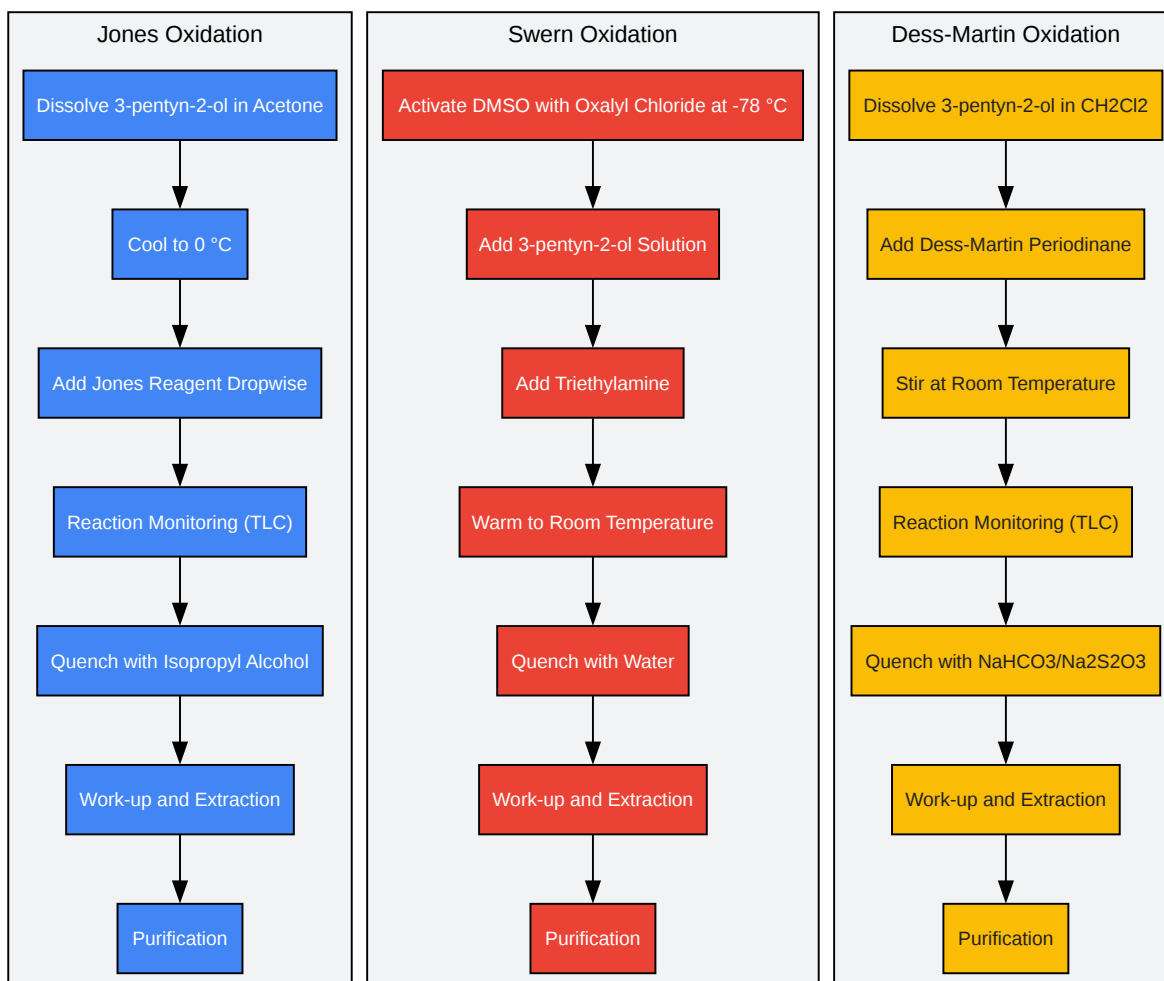 Jones Oxidation
Dissolve 3-pentyn-2-ol in Acetone
Cool to 0 °C
Add Jones Reagent Dropwise
Reaction Monitoring (TLC)
Quench with Isopropyl Alcohol
Work-up and Extraction
Purification
Swern Oxidation
Activate DMSO with Oxalyl Chloride at -78 °C
Add 3-pentyn-2-ol Solution
Add Triethylamine
Warm to Room Temperature
Quench with Water
Work-up and Extraction
Purification
Dess-Martin Oxidation
Dissolve 3-pentyn-2-ol in CH2Cl2
Add Dess-Martin Periodinane
Stir at Room Temperature
Reaction Monitoring (TLC)
Quench with NaHCO3/Na2S2O3
Work-up and Extraction
Purification